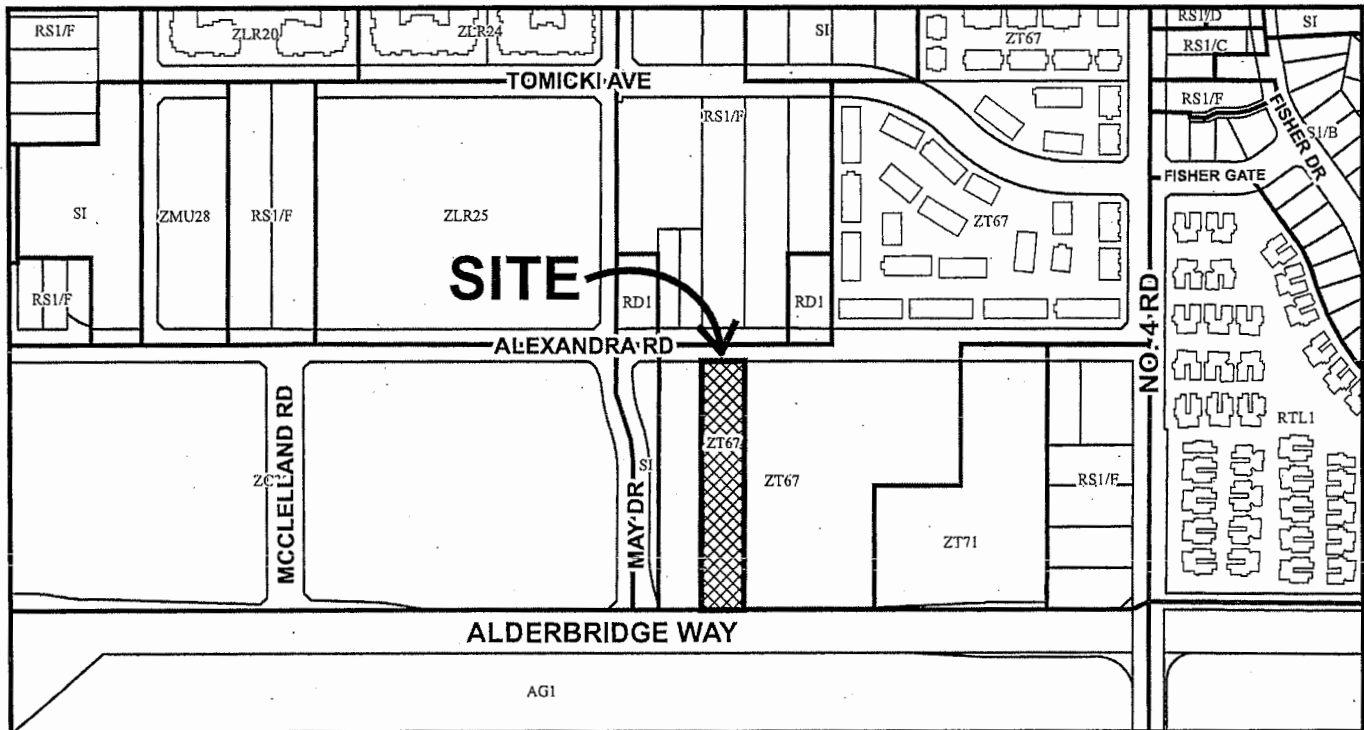 RS1/F
ZLR20
ZLR24
SI
ZT67
RS1/D
SI
RS1/C
TOMICKI AVE
RS1/F
RS1/F
FISHER DR
FISHER GATE
SI
ZMU28
RS1/F
ZLR25
ZT67
SITE
RS1/F
RD1
RD1
NO. 4 RD
ALEXANDRA RD
MCCLELLAND RD
MAY DR
SI
ZT67
ZT67
RS1/F
RTL1
ZT71
ALDERBRIDGE WAY
AG1